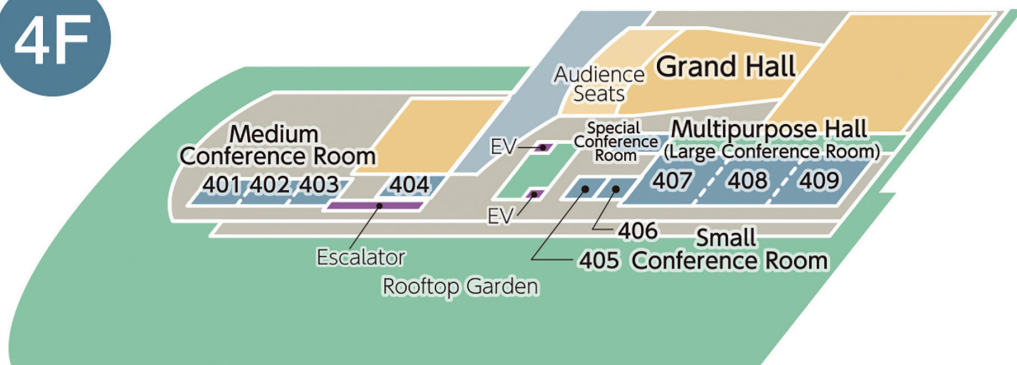 4F
Audience
Seats
Grand Hall
Medium
Conference Room
401 402 403
404
Escalator
EV
EV
Special
Conference
Room
Multipurpose Hall
(Large Conference Room)
407 408 409
406
405
Small
Conference Room
Rooftop Garden